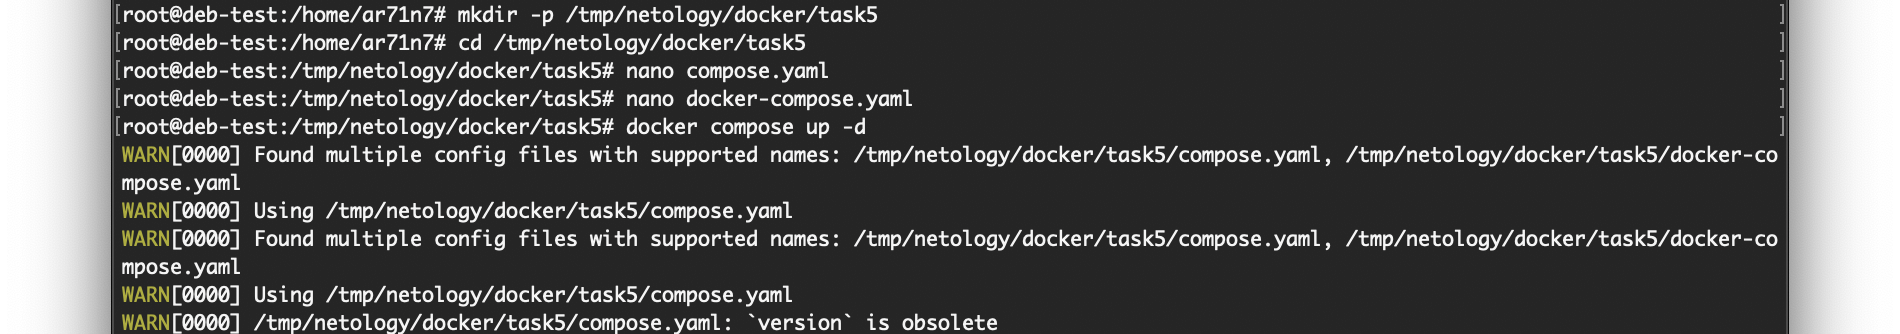 [root@deb-test:/home/ar71n7# mkdir -p /tmp/netology/docker/task5 ]
[root@deb-test:/home/ar71n7# cd /tmp/netology/docker/task5 ]
[root@deb-test:/tmp/netology/docker/task5# nano compose.yaml ]
[root@deb-test:/tmp/netology/docker/task5# nano docker-compose.yaml ]
[root@deb-test:/tmp/netology/docker/task5# docker compose up -d ]
WARN[0000] Found multiple config files with supported names: /tmp/netology/docker/task5/compose.yaml, /tmp/netology/docker/task5/docker-co
mpose.yaml
WARN[0000] Using /tmp/netology/docker/task5/compose.yaml
WARN[0000] Found multiple config files with supported names: /tmp/netology/docker/task5/compose.yaml, /tmp/netology/docker/task5/docker-co
mpose.yaml
WARN[0000] Using /tmp/netology/docker/task5/compose.yaml
WARN[0000] /tmp/netology/docker/task5/compose.yaml: `version` is obsolete